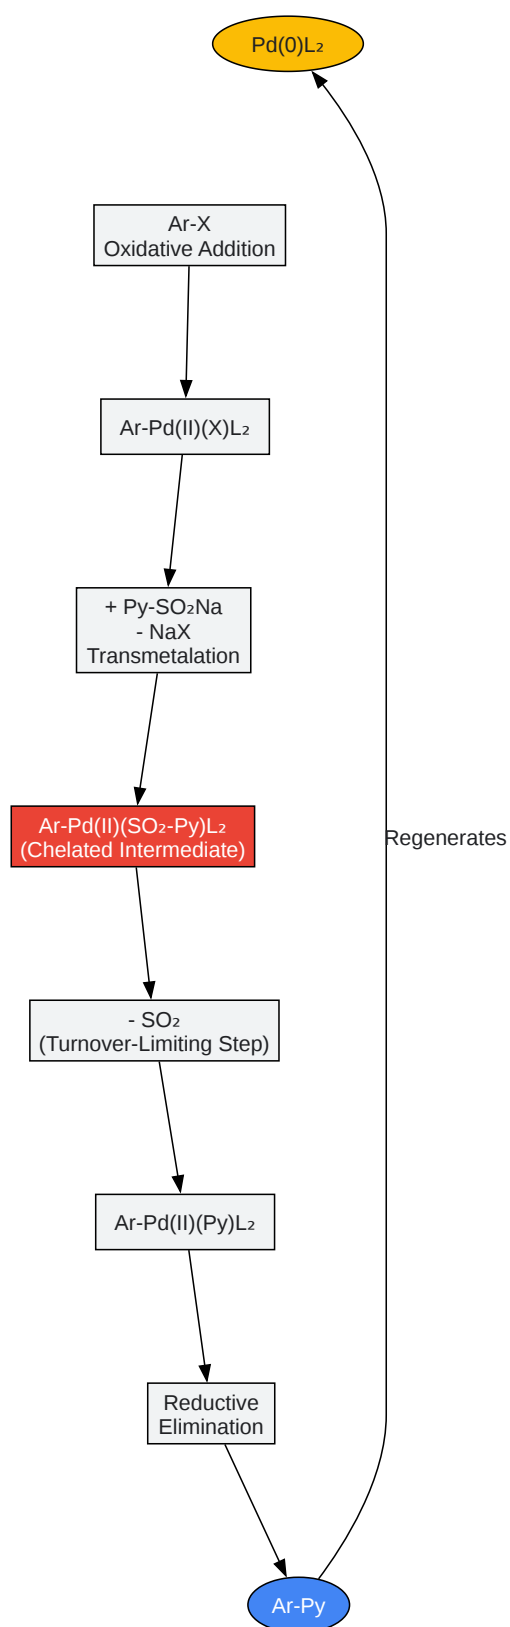 Pd(0)L₂
Ar-X
Oxidative Addition
Ar-Pd(II)(X)L₂
+ Py-SO₂Na
- NaX
Transmetalation
Ar-Pd(II)(SO₂-Py)L₂
(Chelated Intermediate)
Regenerates
- SO₂
(Turnover-Limiting Step)
Ar-Pd(II)(Py)L₂
Reductive
Elimination
Ar-Py